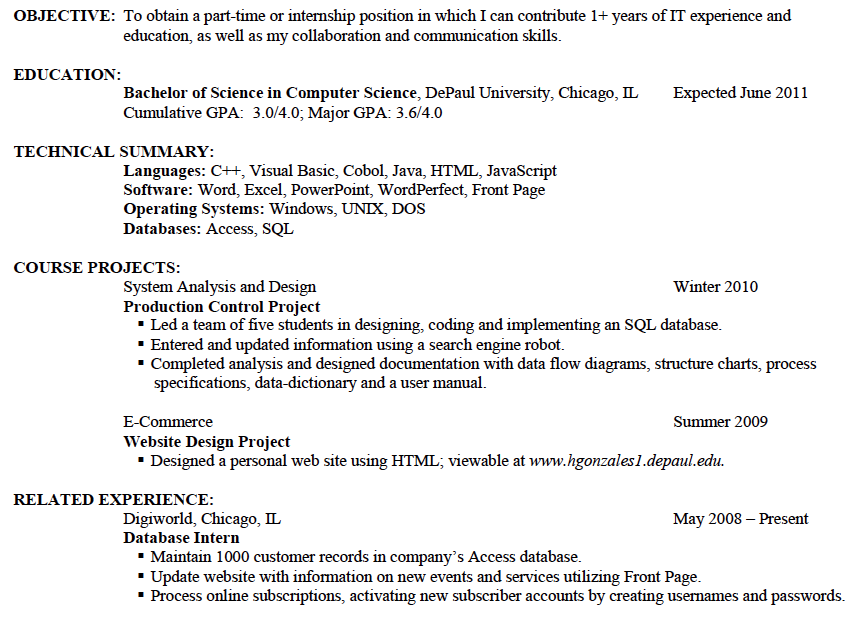 OBJECTIVE: To obtain a part-time or internship position in which I can contribute 1+ years of IT experience and
education, as well as my collaboration and communication skills.
EDUCATION:
Bachelor of Science in Computer Science, DePaul University, Chicago, IL Expected June 2011
Cumulative GPA: 3.0/4.0; Major GPA: 3.6/4.0
TECHNICAL SUMMARY:
Languages: C++, Visual Basic, Cobol, Java, HTML, JavaScript
Software: Word, Excel, PowerPoint, WordPerfect, Front Page
Operating Systems: Windows, UNIX, DOS
Databases: Access, SQL
COURSE PROJECTS:
System Analysis and Design Winter 2010
Production Control Project
▪ Led a team of five students in designing, coding and implementing an SQL database.
▪ Entered and updated information using a search engine robot.
▪ Completed analysis and designed documentation with data flow diagrams, structure charts, process
specifications, data-dictionary and a user manual.
E-Commerce Summer 2009
Website Design Project
▪ Designed a personal web site using HTML; viewable at www.hgonzales1.depaul.edu.
RELATED EXPERIENCE:
Digiworld, Chicago, IL May 2008 – Present
Database Intern
▪ Maintain 1000 customer records in company's Access database.
▪ Update website with information on new events and services utilizing Front Page.
▪ Process online subscriptions, activating new subscriber accounts by creating usernames and passwords.